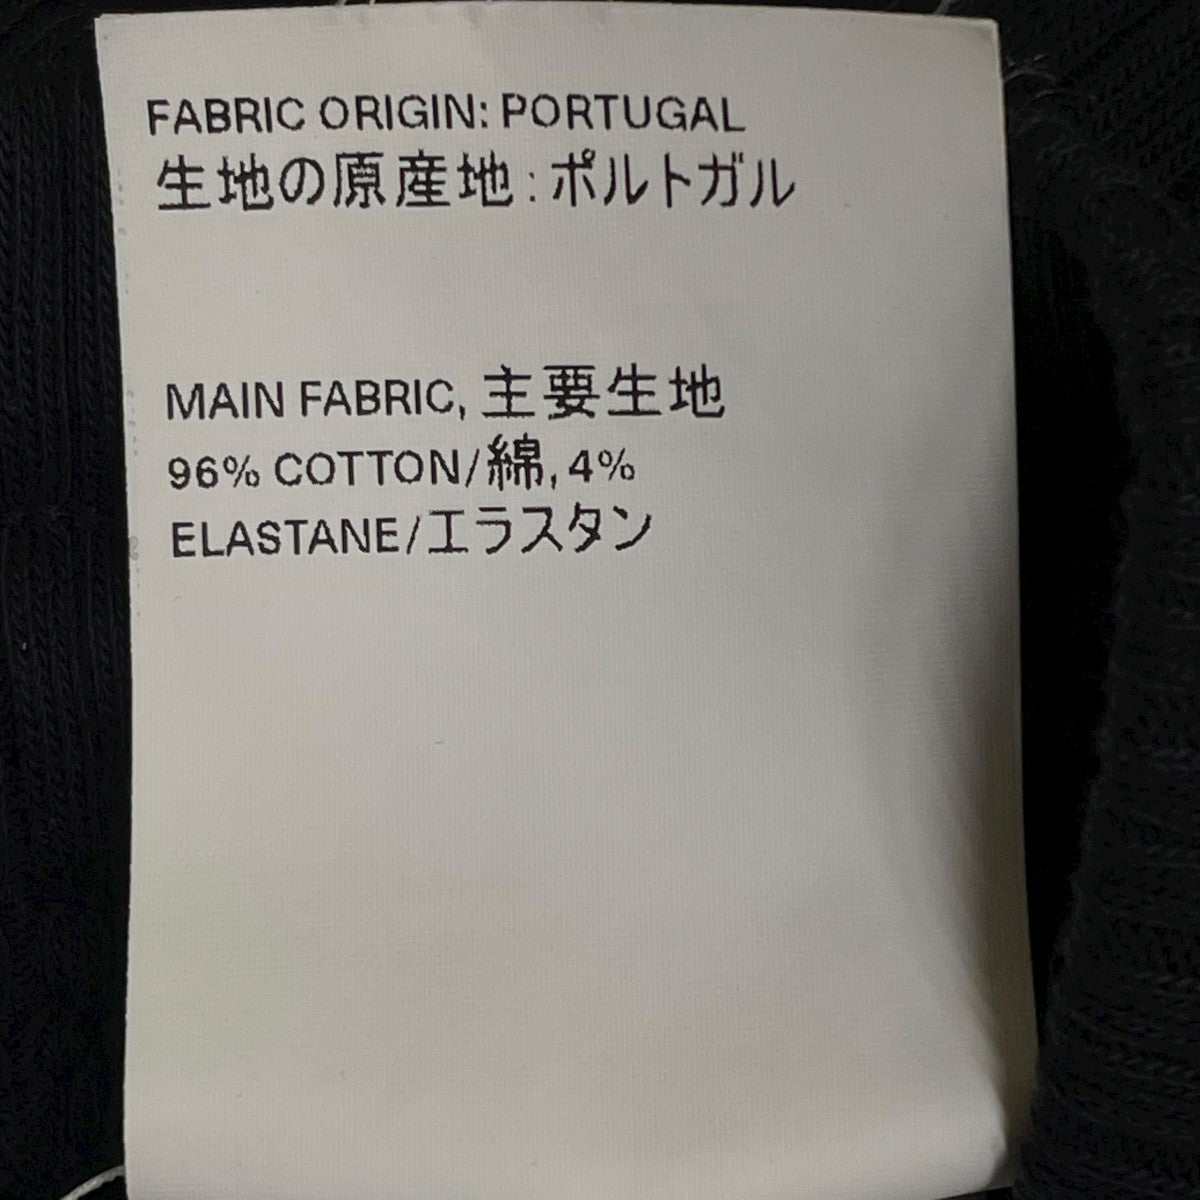 FABRIC ORIGIN: PORTUGAL
生地の原産地:ポルトガル
MAIN FABRIC, 主要生地
96% COTTON/綿, 4%
ELASTANE/エラスタン